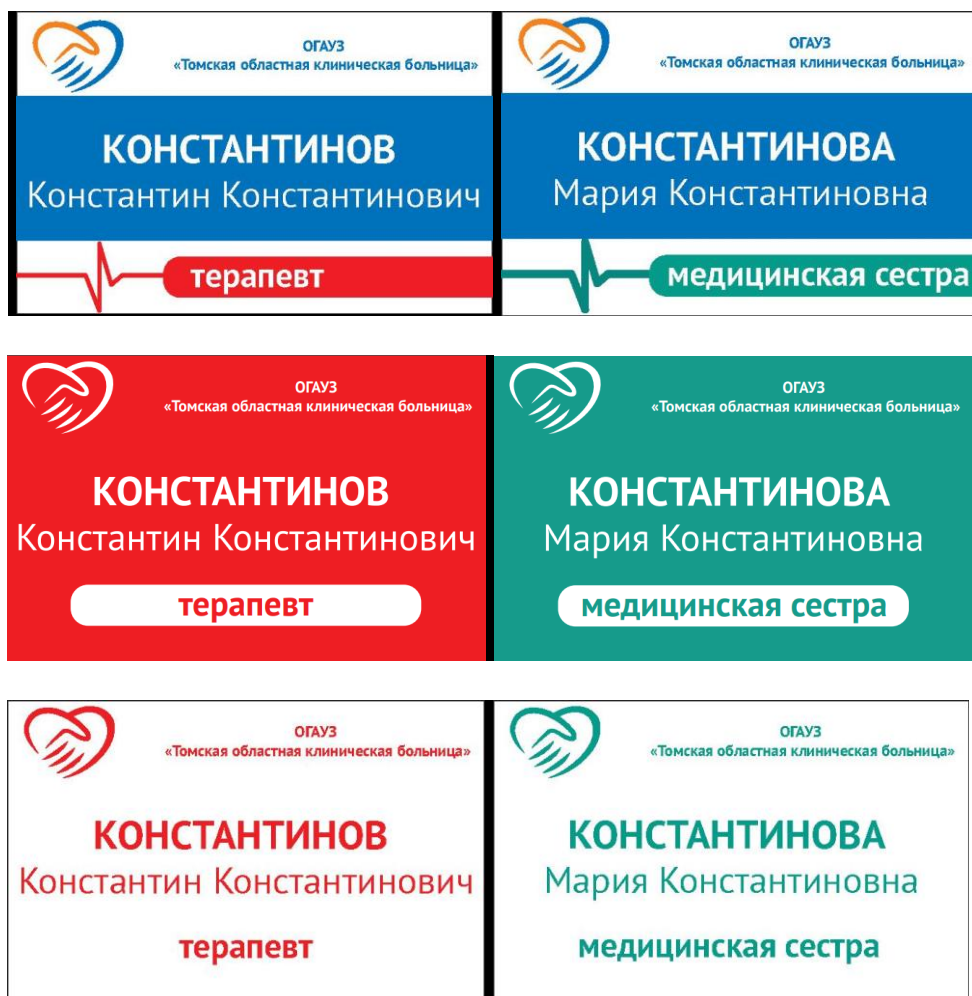 ОГАУЗ
«Томская областная клиническая больница»
КОНСТАНТИНОВ
Константин Константинович
терапевт
ОГАУЗ
«Томская областная клиническая больница»
КОНСТАНТИНОВА
Мария Константиновна
медицинская сестра
ОГАУЗ
«Томская областная клиническая больница»
КОНСТАНТИНОВ
Константин Константинович
терапевт
ОГАУЗ
«Томская областная клиническая больница»
КОНСТАНТИНОВА
Мария Константиновна
медицинская сестра
ОГАУЗ
«Томская областная клиническая больница»
КОНСТАНТИНОВ
Константин Константинович
терапевт
ОГАУЗ
«Томская областная клиническая больница»
КОНСТАНТИНОВА
Мария Константиновна
медицинская сестра